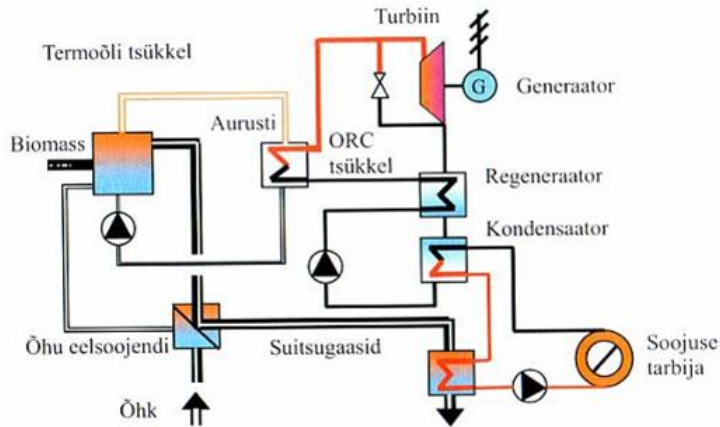 Turbiin
Termoõli tsükkel
G
Generaator
Aurusti
Biomass
ORC
tsükkel
Regeneraator
Kondensaator
Õhu eelsoojendi
Suitsugaasid
Soojuse
tarbija
Õhk